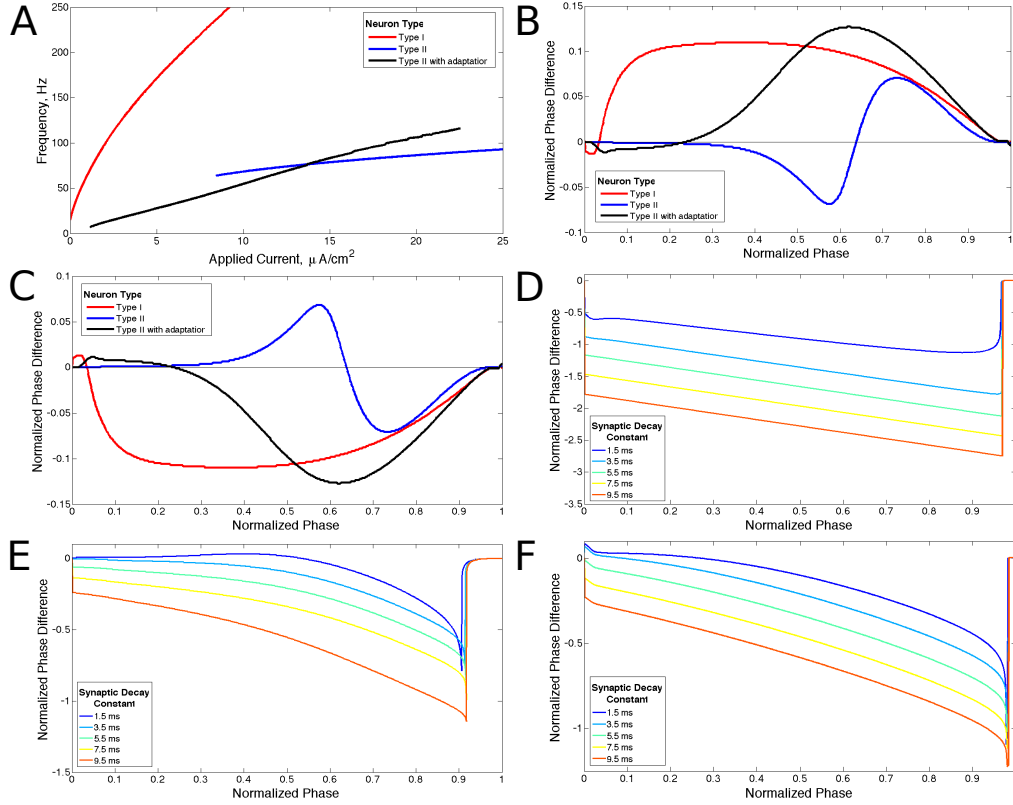 A
250
200
150
100
50
0
Frequency, Hz
0 5 10 15 20 25
Applied Current, μ A/cm²
Neuron Type
Type I
Type II
Type II with adaptatior
B
0.15
0.1
0.05
0
-0.05
-0.1
Normalized Phase Difference
0 0.1 0.2 0.3 0.4 0.5 0.6 0.7 0.8 0.9 1
Normalized Phase
Neuron Type
Type I
Type II
Type II with adaptatior
C
0.1
0.05
0
-0.05
-0.1
-0.15
Normalized Phase Difference
0 0.1 0.2 0.3 0.4 0.5 0.6 0.7 0.8 0.9 1
Normalized Phase
Neuron Type
Type I
Type II
Type II with adaptatior
D
0
-0.5
-1
-1.5
-2
-2.5
-3
-3.5
Normalized Phase Difference
0 0.1 0.2 0.3 0.4 0.5 0.6 0.7 0.8 0.9
Normalized Phase
Synaptic Decay
Constant
1.5 ms
3.5 ms
5.5 ms
7.5 ms
9.5 ms
E
0
-0.5
-1
-1.5
Normalized Phase Difference
0 0.1 0.2 0.3 0.4 0.5 0.6 0.7 0.8 0.9 1
Normalized Phase
Synaptic Decay
Constant
1.5 ms
3.5 ms
5.5 ms
7.5 ms
9.5 ms
F
0
-0.5
-1
Normalized Phase Difference
0 0.1 0.2 0.3 0.4 0.5 0.6 0.7 0.8 0.9
Normalized Phase
Synaptic Decay
Constant
1.5 ms
3.5 ms
5.5 ms
7.5 ms
9.5 ms